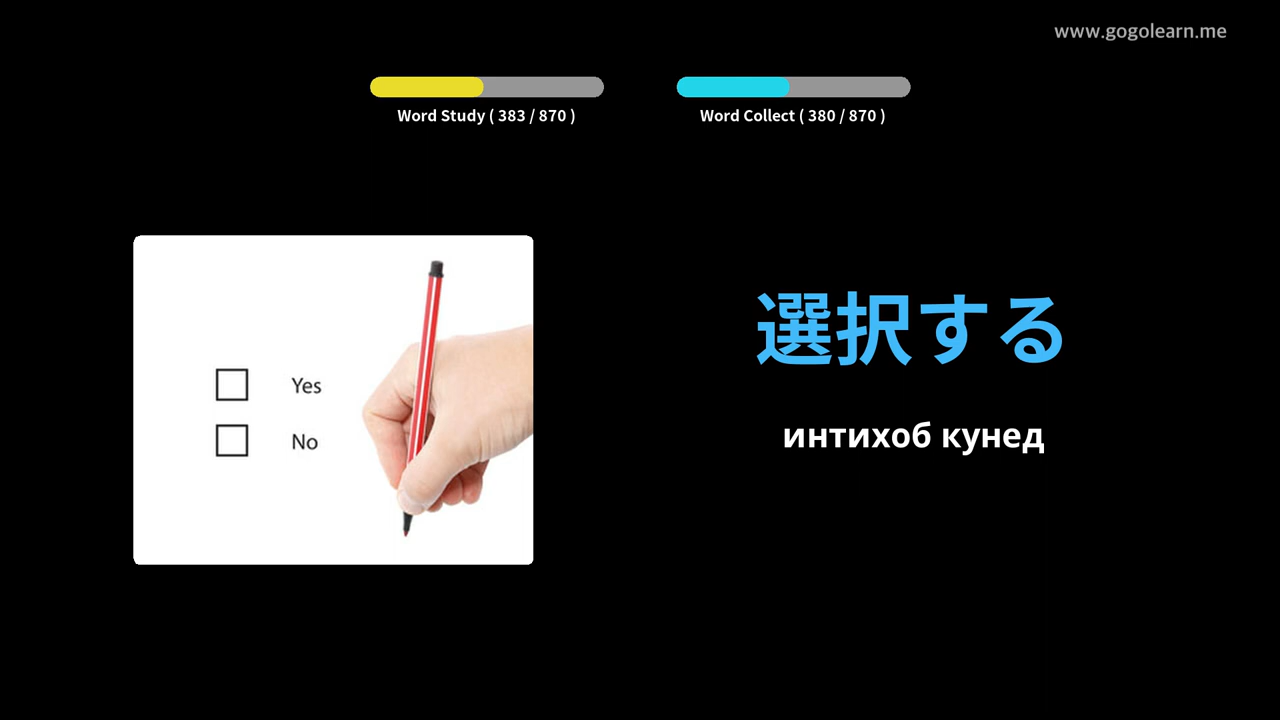 www.gogolearn.me
Word Study ( 383 / 870 )
Word Collect ( 380 / 870 )
Yes
No
選択する
интихоб кунед